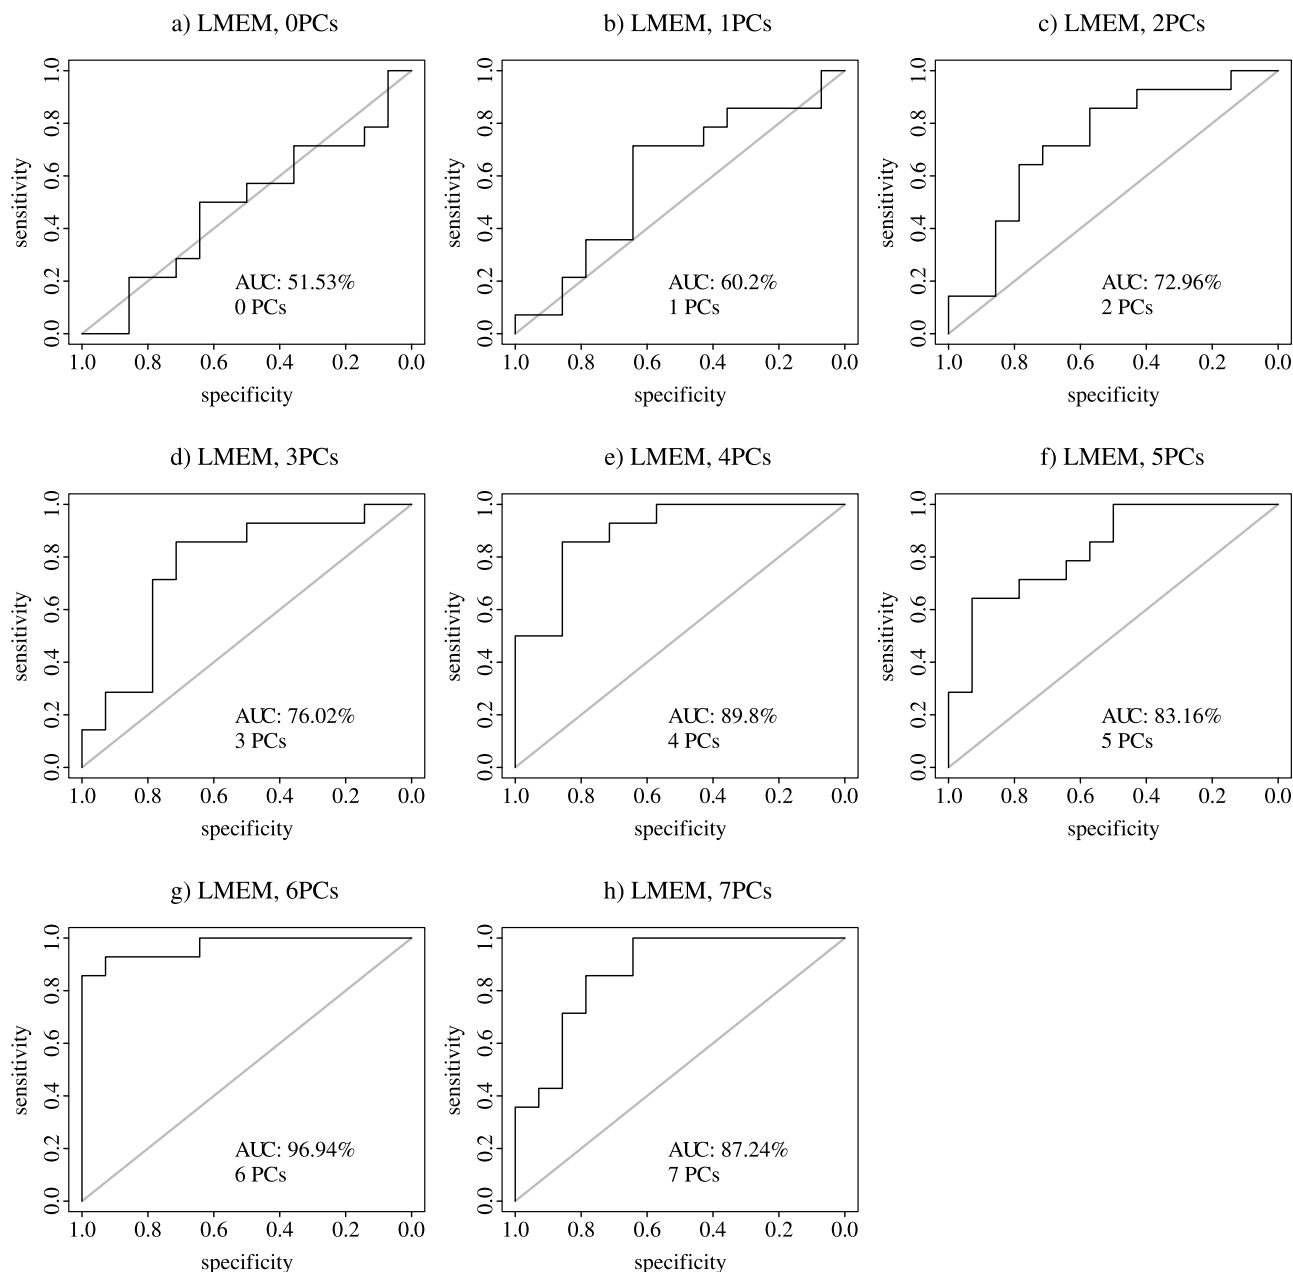 a) LMEM, 0PCs
sensitivity
0.0 0.2 0.4 0.6 0.8 1.0
AUC: 51.53%
0 PCs
1.0 0.8 0.6 0.4 0.2 0.0
specificity
b) LMEM, 1PCs
sensitivity
0.0 0.2 0.4 0.6 0.8 1.0
AUC: 60.2%
1 PCs
1.0 0.8 0.6 0.4 0.2 0.0
specificity
c) LMEM, 2PCs
sensitivity
0.0 0.2 0.4 0.6 0.8 1.0
AUC: 72.96%
2 PCs
1.0 0.8 0.6 0.4 0.2 0.0
specificity
d) LMEM, 3PCs
sensitivity
0.0 0.2 0.4 0.6 0.8 1.0
AUC: 76.02%
3 PCs
1.0 0.8 0.6 0.4 0.2 0.0
specificity
e) LMEM, 4PCs
sensitivity
0.0 0.2 0.4 0.6 0.8 1.0
AUC: 89.8%
4 PCs
1.0 0.8 0.6 0.4 0.2 0.0
specificity
f) LMEM, 5PCs
sensitivity
0.0 0.2 0.4 0.6 0.8 1.0
AUC: 83.16%
5 PCs
1.0 0.8 0.6 0.4 0.2 0.0
specificity
g) LMEM, 6PCs
sensitivity
0.0 0.2 0.4 0.6 0.8 1.0
AUC: 96.94%
6 PCs
1.0 0.8 0.6 0.4 0.2 0.0
specificity
h) LMEM, 7PCs
sensitivity
0.0 0.2 0.4 0.6 0.8 1.0
AUC: 87.24%
7 PCs
1.0 0.8 0.6 0.4 0.2 0.0
specificity